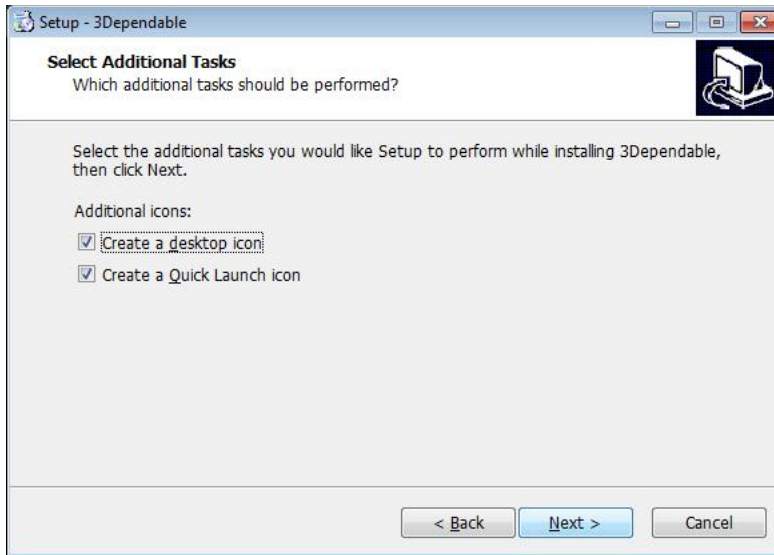 Setup - 3Dependable
Select Additional Tasks
Which additional tasks should be performed?
Select the additional tasks you would like Setup to perform while installing 3Dependable,
then click Next.
Additional icons:
Create a desktop icon
Create a Quick Launch icon
< Back
Next >
Cancel